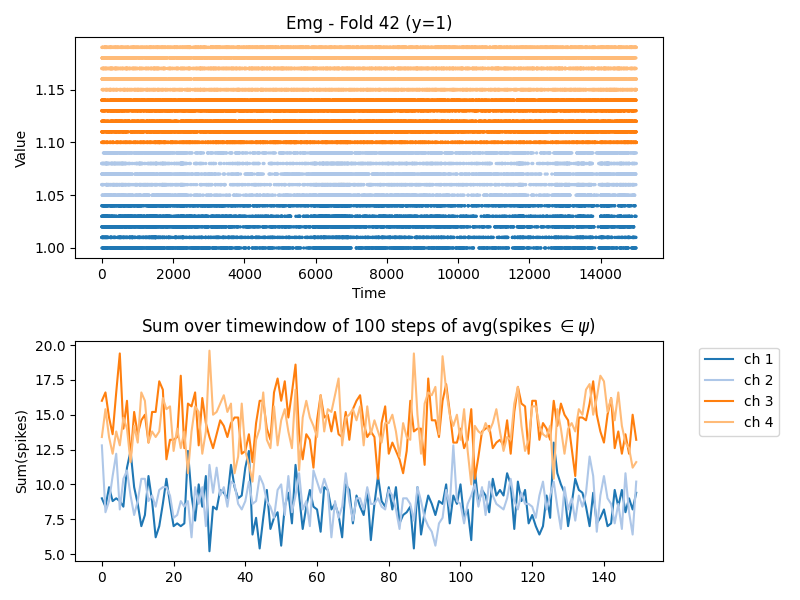 Emg - Fold 42 (y=1)
Value
1.15
1.10
1.05
1.00
0 2000 4000 6000 8000 10000 12000 14000
Time
Sum over timewindow of 100 steps of avg(spikes ∈ ψ)
Sum(spikes)
20.0
17.5
15.0
12.5
10.0
7.5
5.0
0 20 40 60 80 100 120 140
ch 1
ch 2
ch 3
ch 4